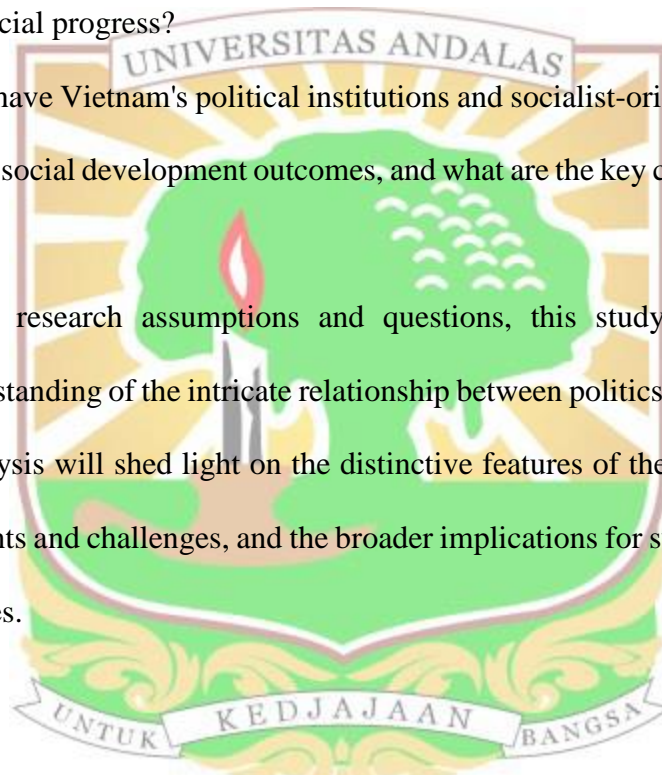 cial progress?
UNIVERSITAS ANDALAS
have Vietnam's political institutions and socialist-ori
social development outcomes, and what are the key c
research assumptions and questions, this study
standing of the intricate relationship between politics
ysis will shed light on the distinctive features of the
nts and challenges, and the broader implications for s
es.
UNTUK KEDJAJAAN BANGSA